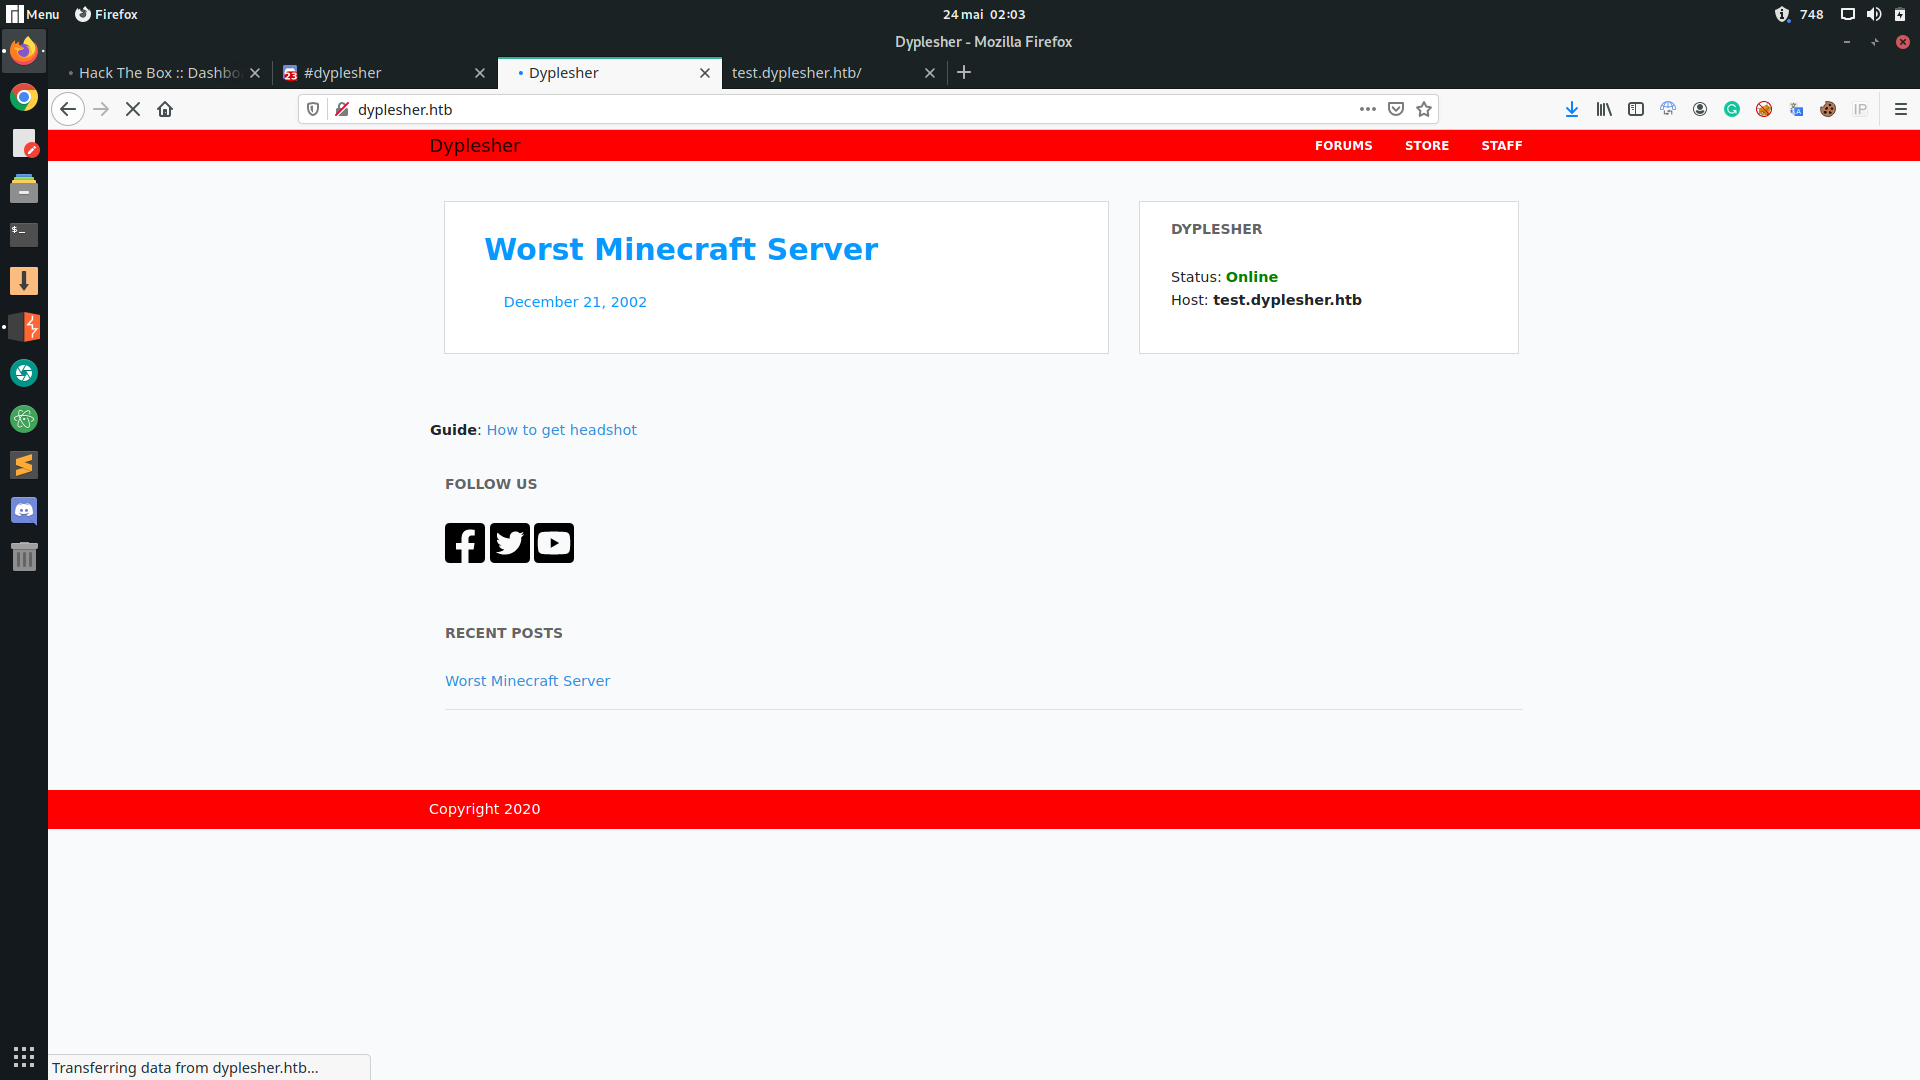 Menu Firefox 24 mai 02:03 748
Dyplesher - Mozilla Firefox
Hack The Box :: Dashbo #dyplesher Dyplesher test.dyplesher.htb/
dyplesher.htb IP
Dyplesher FORUMS STORE STAFF
Worst Minecraft Server
December 21, 2002
DYPLESHER
Status: Online
Host: test.dyplesher.htb
Guide: How to get headshot
FOLLOW US
RECENT POSTS
Worst Minecraft Server
Copyright 2020
Transferring data from dyplesher.htb...